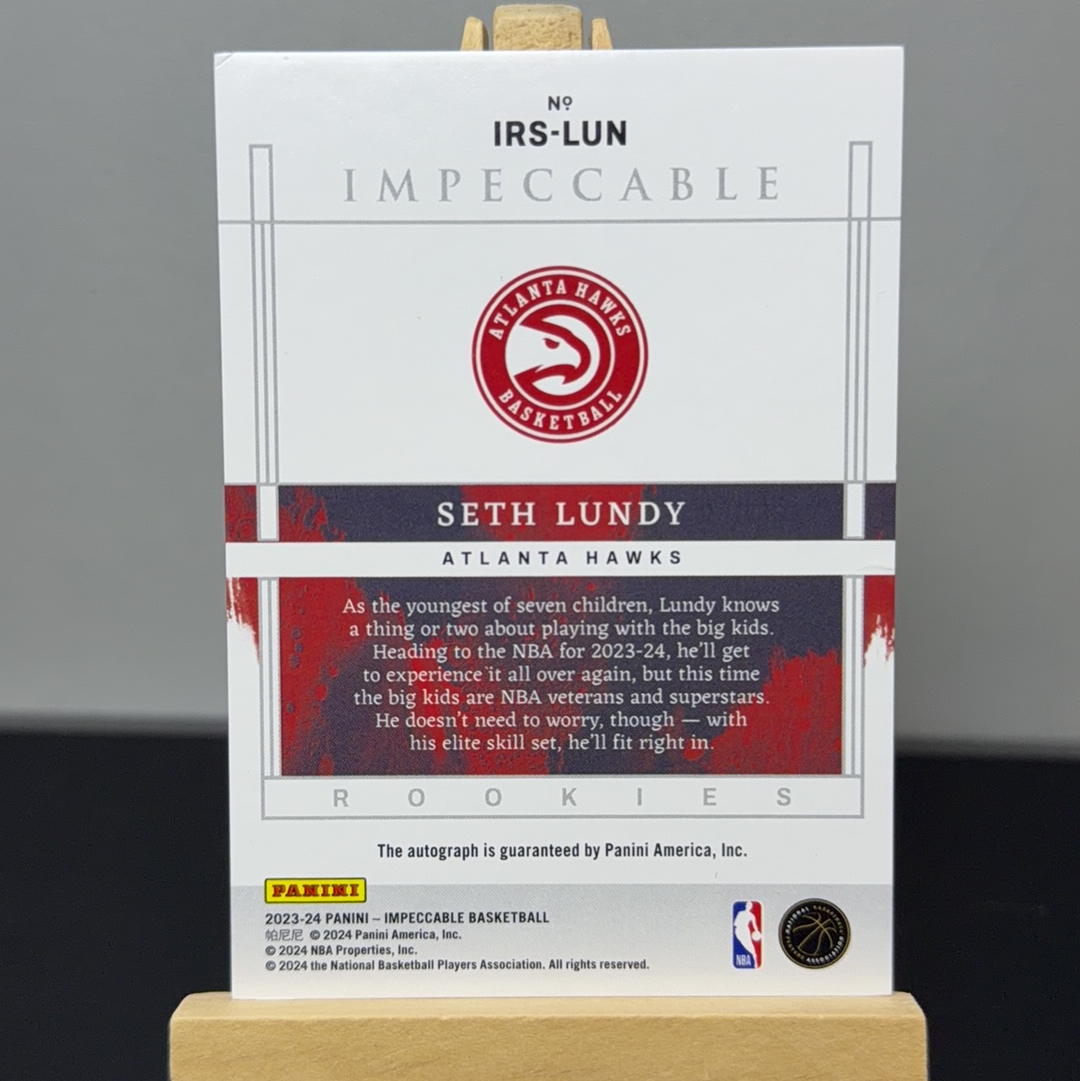 Nº
IRS-LUN
IMPECCABLE
ATLANTA HAWKS
BASKETBALL
SETH LUNDY
ATLANTA HAWKS
As the youngest of seven children, Lundy knows
a thing or two about playing with the big kids.
Heading to the NBA for 2023-24, he'll get
to experience it all over again, but this time
the big kids are NBA veterans and superstars.
He doesn't need to worry, though — with
his elite skill set, he'll fit right in.
ROOKIES
The autograph is guaranteed by Panini America, Inc.
PANINI
2023-24 PANINI – IMPECCABLE BASKETBALL
帕尼尼 © 2024 Panini America, Inc.
© 2024 NBA Properties, Inc.
© 2024 the National Basketball Players Association. All rights reserved.
NBA
NATIONAL BASKETBALL
PLAYERS ASSOCIATION